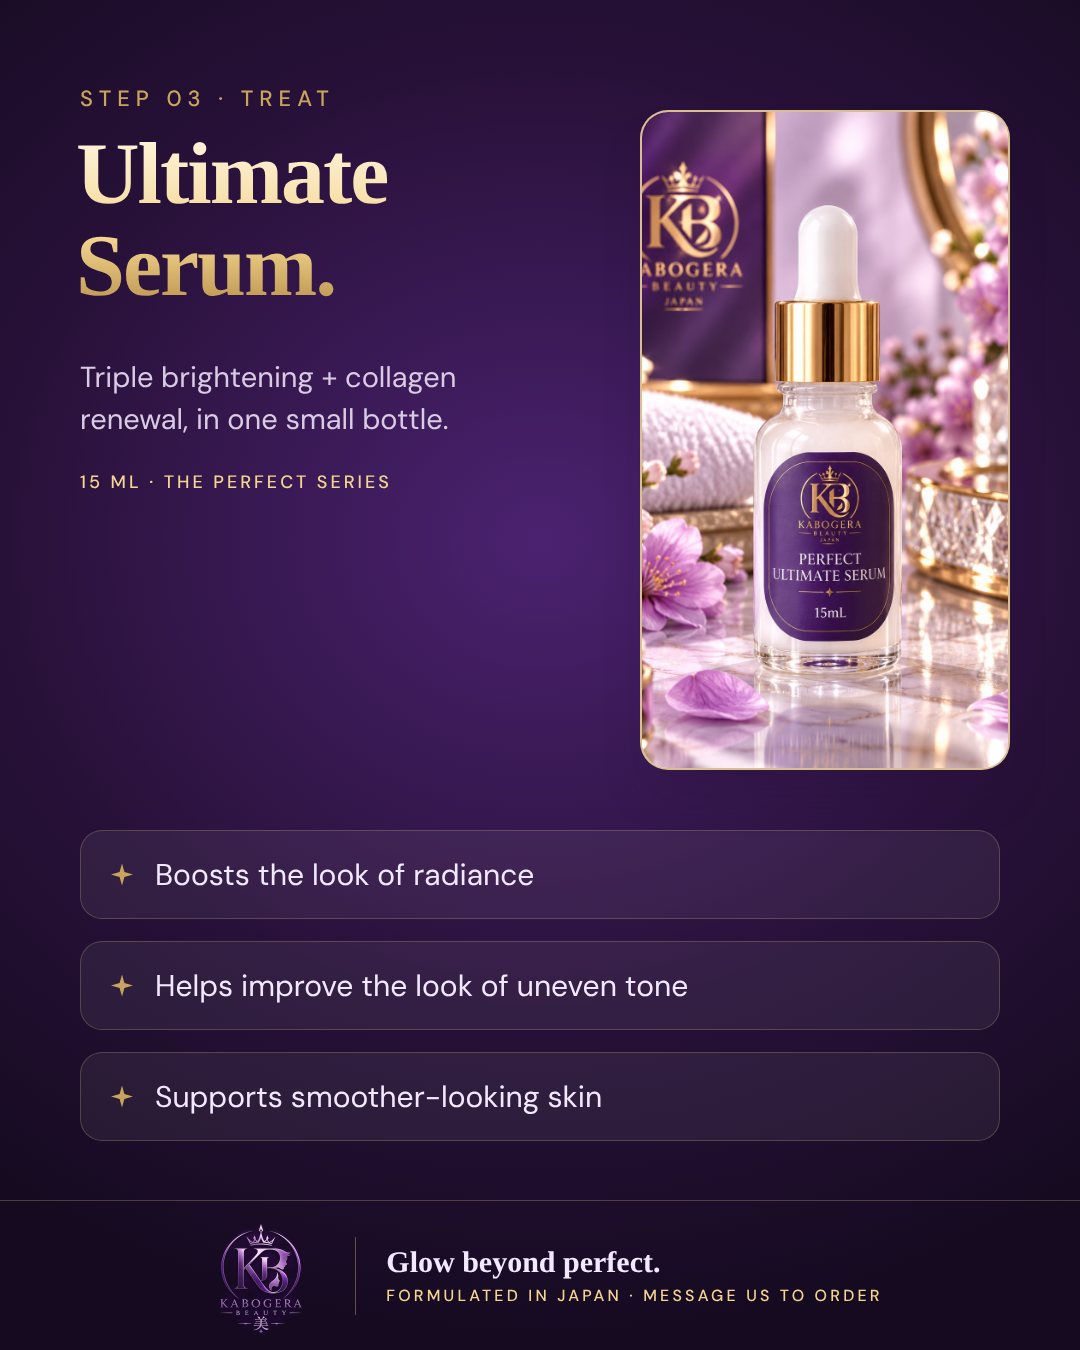 STEP 03 · TREAT
Ultimate
Serum.
Triple brightening + collagen
renewal, in one small bottle.
15 ML · THE PERFECT SERIES
KB
ABOGERA
BEAUTY
JAPAN
KB
KABOGERA
BEAUTY
JAPAN
PERFECT
ULTIMATE SERUM
15mL
Boosts the look of radiance
Helps improve the look of uneven tone
Supports smoother-looking skin
KB
KABOGERA
BEAUTY
美
Glow beyond perfect.
FORMULATED IN JAPAN · MESSAGE US TO ORDER